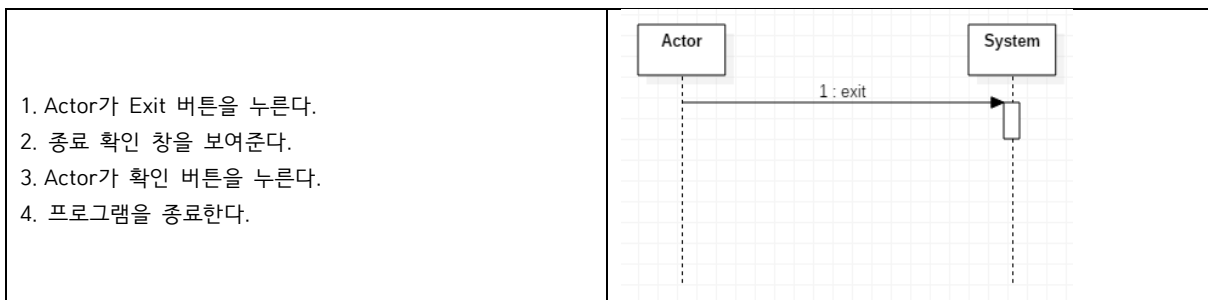 1. Actor가 Exit 버튼을 누른다.
2. 종료 확인 창을 보여준다.
3. Actor가 확인 버튼을 누른다.
4. 프로그램을 종료한다.
Actor
System
1 : exit